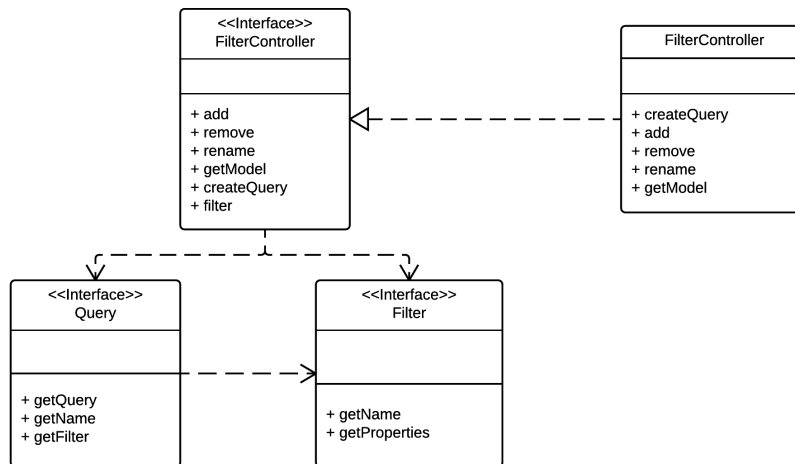 <<Interface>>
FilterController
+ add
+ remove
+ rename
+ getModel
+ createQuery
+ filter
FilterController
+ createQuery
+ add
+ remove
+ rename
+ getModel
<<Interface>>
Query
+ getQuery
+ getName
+ getFilter
<<Interface>>
Filter
+ getName
+ getProperties